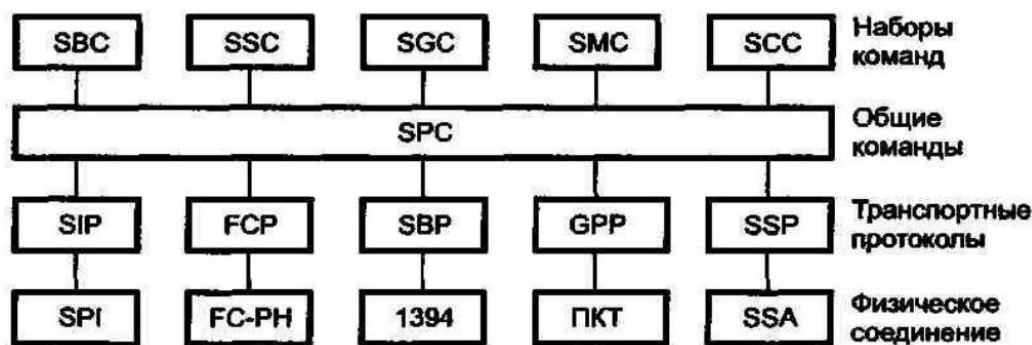 SBC SSC SGC SMC SCC Наборы
команд
SPC Общие
команды
SIP FCP SBP GPP SSP Транспортные
протоколы
SPI FC-PH 1394 ПКТ SSA Физическое
соединение